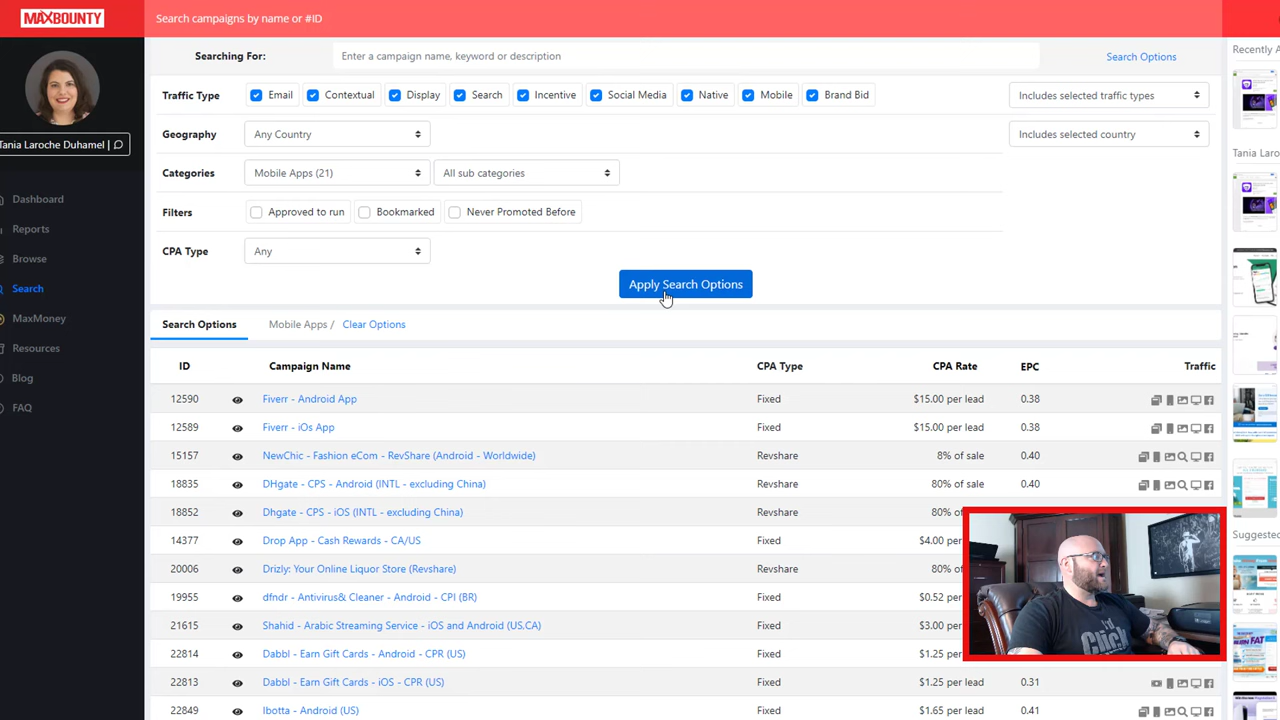 MAXBOUNTY
Search campaigns by name or #ID
Searching For:
Enter a campaign name, keyword or description
Search Options
Recently A
Traffic Type
Email
Contextual
Display
Search
Social Media
Native
Mobile
Brand Bid
Includes selected traffic types
Geography
Any Country
Includes selected country
Tania Laroche Duhamel |
Tania Laro
Categories
Mobile Apps (21)
All sub categories
Dashboard
Filters
Approved to run
Bookmarked
Never Promoted Before
Reports
CPA Type
Any
Browse
Apply Search Options
Search
MaxMoney
Search Options
Mobile Apps /
Clear Options
Resources
ID
Campaign Name
CPA Type
CPA Rate
EPC
Traffic
Blog
FAQ
12590 Fiverr - Android App Fixed $15.00 per lead 0.38
12589 Fiverr - iOs App Fixed $15.00 per lead 0.38
15157 NewChic - Fashion eCom - RevShare (Android - Worldwide) Revshare 8% of sale 0.40
18835 DHgate - CPS - Android (INTL - excluding China) Revshare 80% of sale 0.40
18852 Dhgate - CPS - iOS (INTL - excluding China) Revshare 80% of
14377 Drop App - Cash Rewards - CA/US Fixed $4.00 per
20006 Drizly: Your Online Liquor Store (Revshare) Revshare 80% of
19955 dfndr - Antivirus& Cleaner - Android - CPI (BR) Fixed $0.52 per
21615 Shahid - Arabic Streaming Service - iOS and Android (US,CA) Fixed $3.00 per
22814 Dabbl - Earn Gift Cards - Android - CPR (US) Fixed $1.25 per
22813 Dabbl - Earn Gift Cards - CPR (US) Fixed $1.25 per lead 0.31
22849 Ibotta - Android (US) Fixed $1.65 per lead 0.41
Suggested
Click